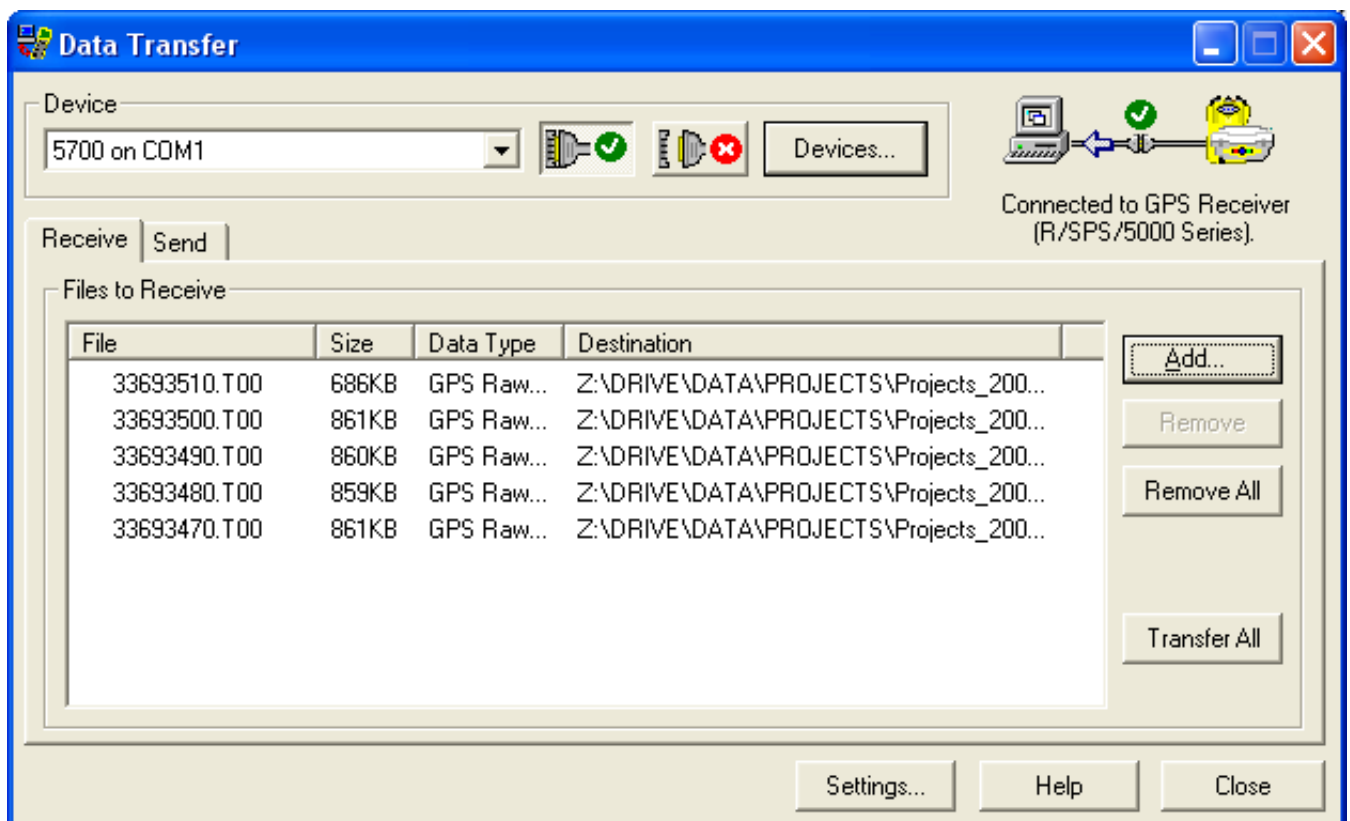 Data Transfer
Device
5700 on COM1
Devices...
Connected to GPS Receiver
(R/SPS/5000 Series).
Receive
Send
Files to Receive
File Size Data Type Destination
33693510.T00 686KB GPS Raw... Z:\DRIVE\DATA\PROJECTS\Projects_200...
33693500.T00 861KB GPS Raw... Z:\DRIVE\DATA\PROJECTS\Projects_200...
33693490.T00 860KB GPS Raw... Z:\DRIVE\DATA\PROJECTS\Projects_200...
33693480.T00 859KB GPS Raw... Z:\DRIVE\DATA\PROJECTS\Projects_200...
33693470.T00 861KB GPS Raw... Z:\DRIVE\DATA\PROJECTS\Projects_200...
Add...
Remove
Remove All
Transfer All
Settings...
Help
Close